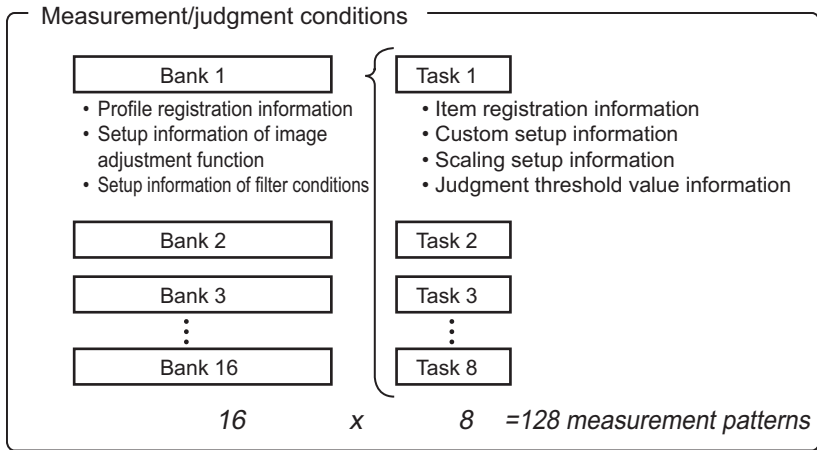 Measurement/judgment conditions
Bank 1
• Profile registration information
• Setup information of image
adjustment function
• Setup information of filter conditions
Bank 2
Bank 3
Bank 16
Task 1
• Item registration information
• Custom setup information
• Scaling setup information
• Judgment threshold value information
Task 2
Task 3
Task 8
16 x 8 =128 measurement patterns